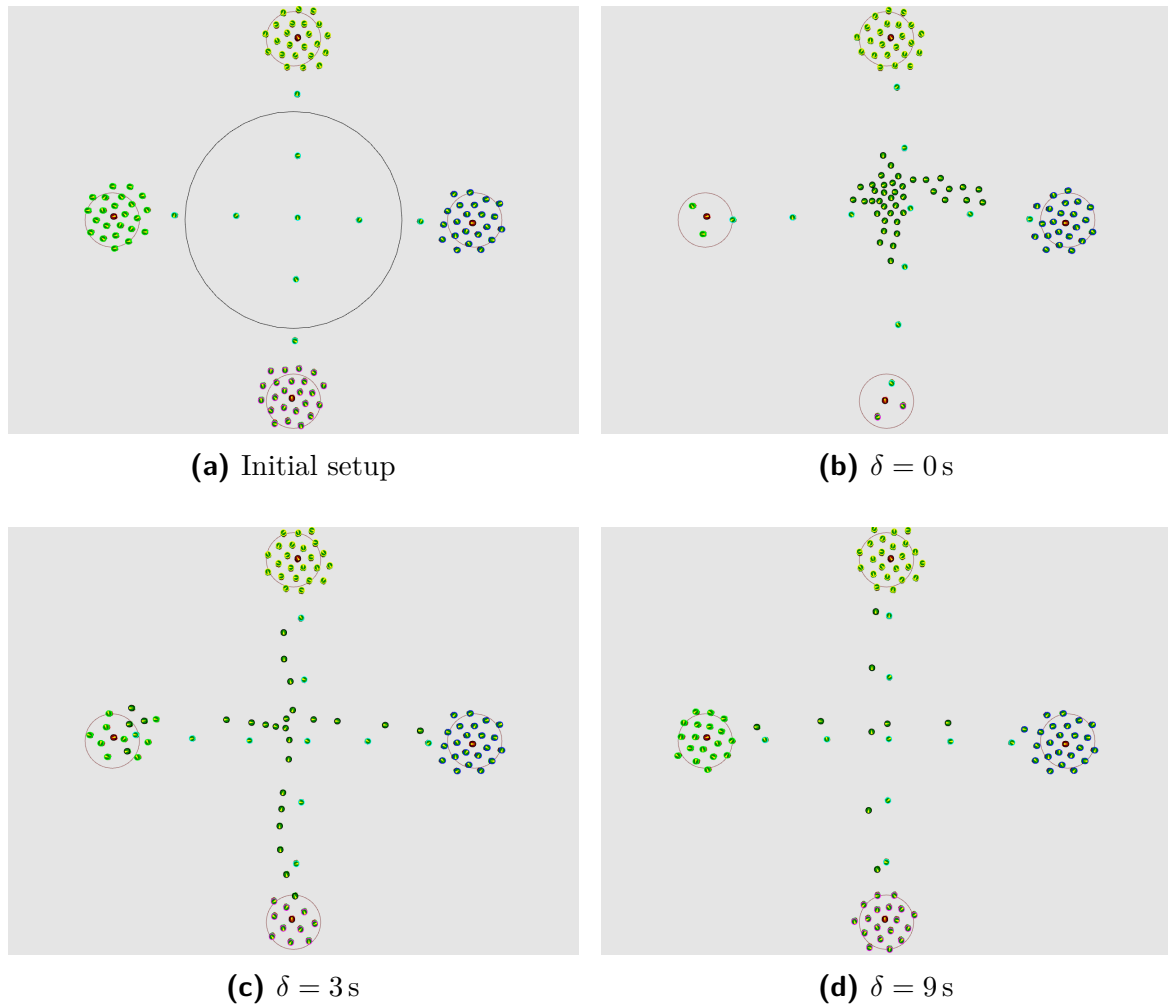 (a) Initial setup
(b) δ = 0 s
(c) δ = 3 s
(d) δ = 9 s